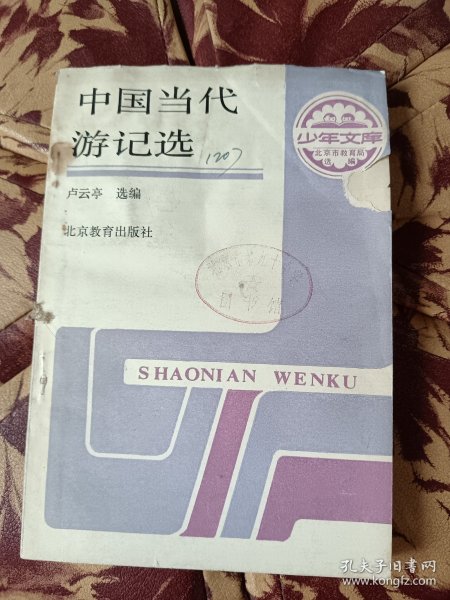 中国当代
游记选
120
卢云亭 选编
北京教育出版社
少年文库
北京市教育局
选编
SHAONIAN WENKU
孔夫子旧书网
www.kongfz.com